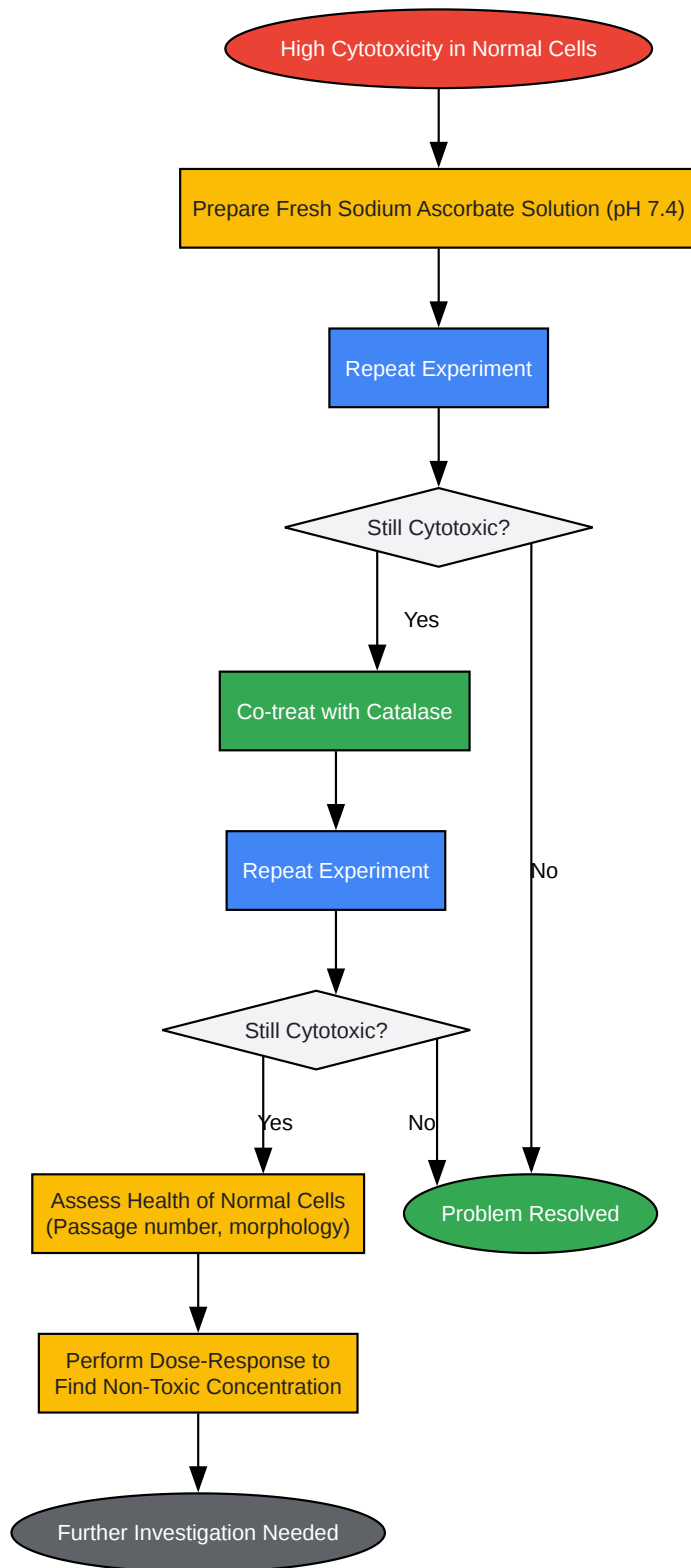 High Cytotoxicity in Normal Cells
Prepare Fresh Sodium Ascorbate Solution (pH 7.4)
Repeat Experiment
Still Cytotoxic?
Yes
Co-treat with Catalase
Repeat Experiment
No
Still Cytotoxic?
Yes
No
Assess Health of Normal Cells
(Passage number, morphology)
Problem Resolved
Perform Dose-Response to
Find Non-Toxic Concentration
Further Investigation Needed